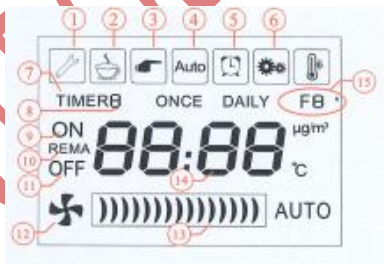 1 2 3 4 5 6
Auto
7 15
TIMER8 ONCE DAILY F8
8
9 ON 88:88 µg/m³
10 REMA
11 OFF 14 °C
12 13 AUTO